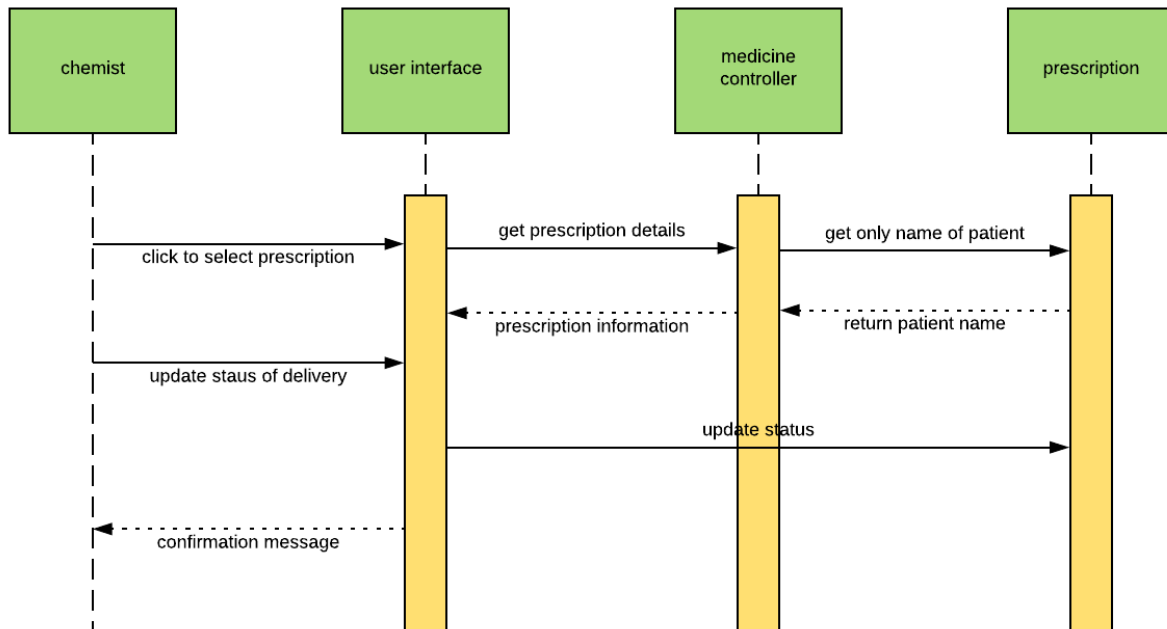 chemist
user interface
medicine
controller
prescription
get prescription details
get only name of patient
click to select prescription
prescription information
return patient name
update staus of delivery
update status
confirmation message